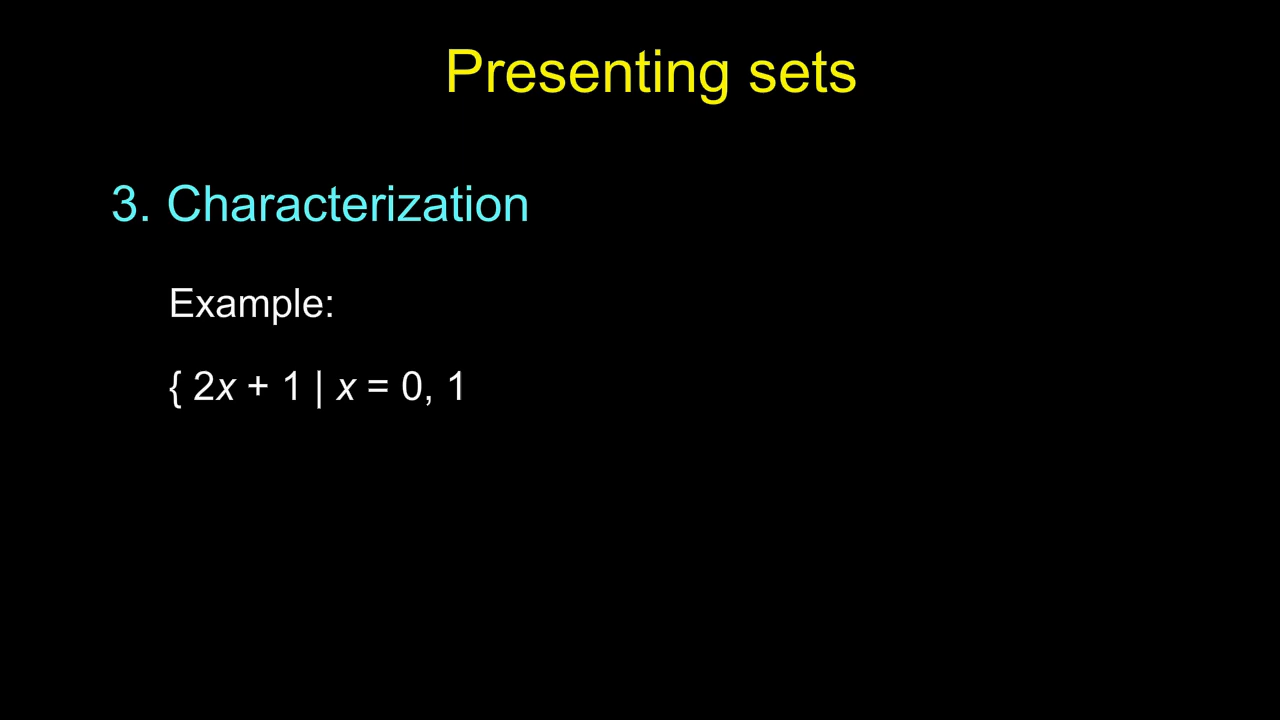 Presenting sets
3. Characterization
Example:
{ 2x + 1 | x = 0, 1